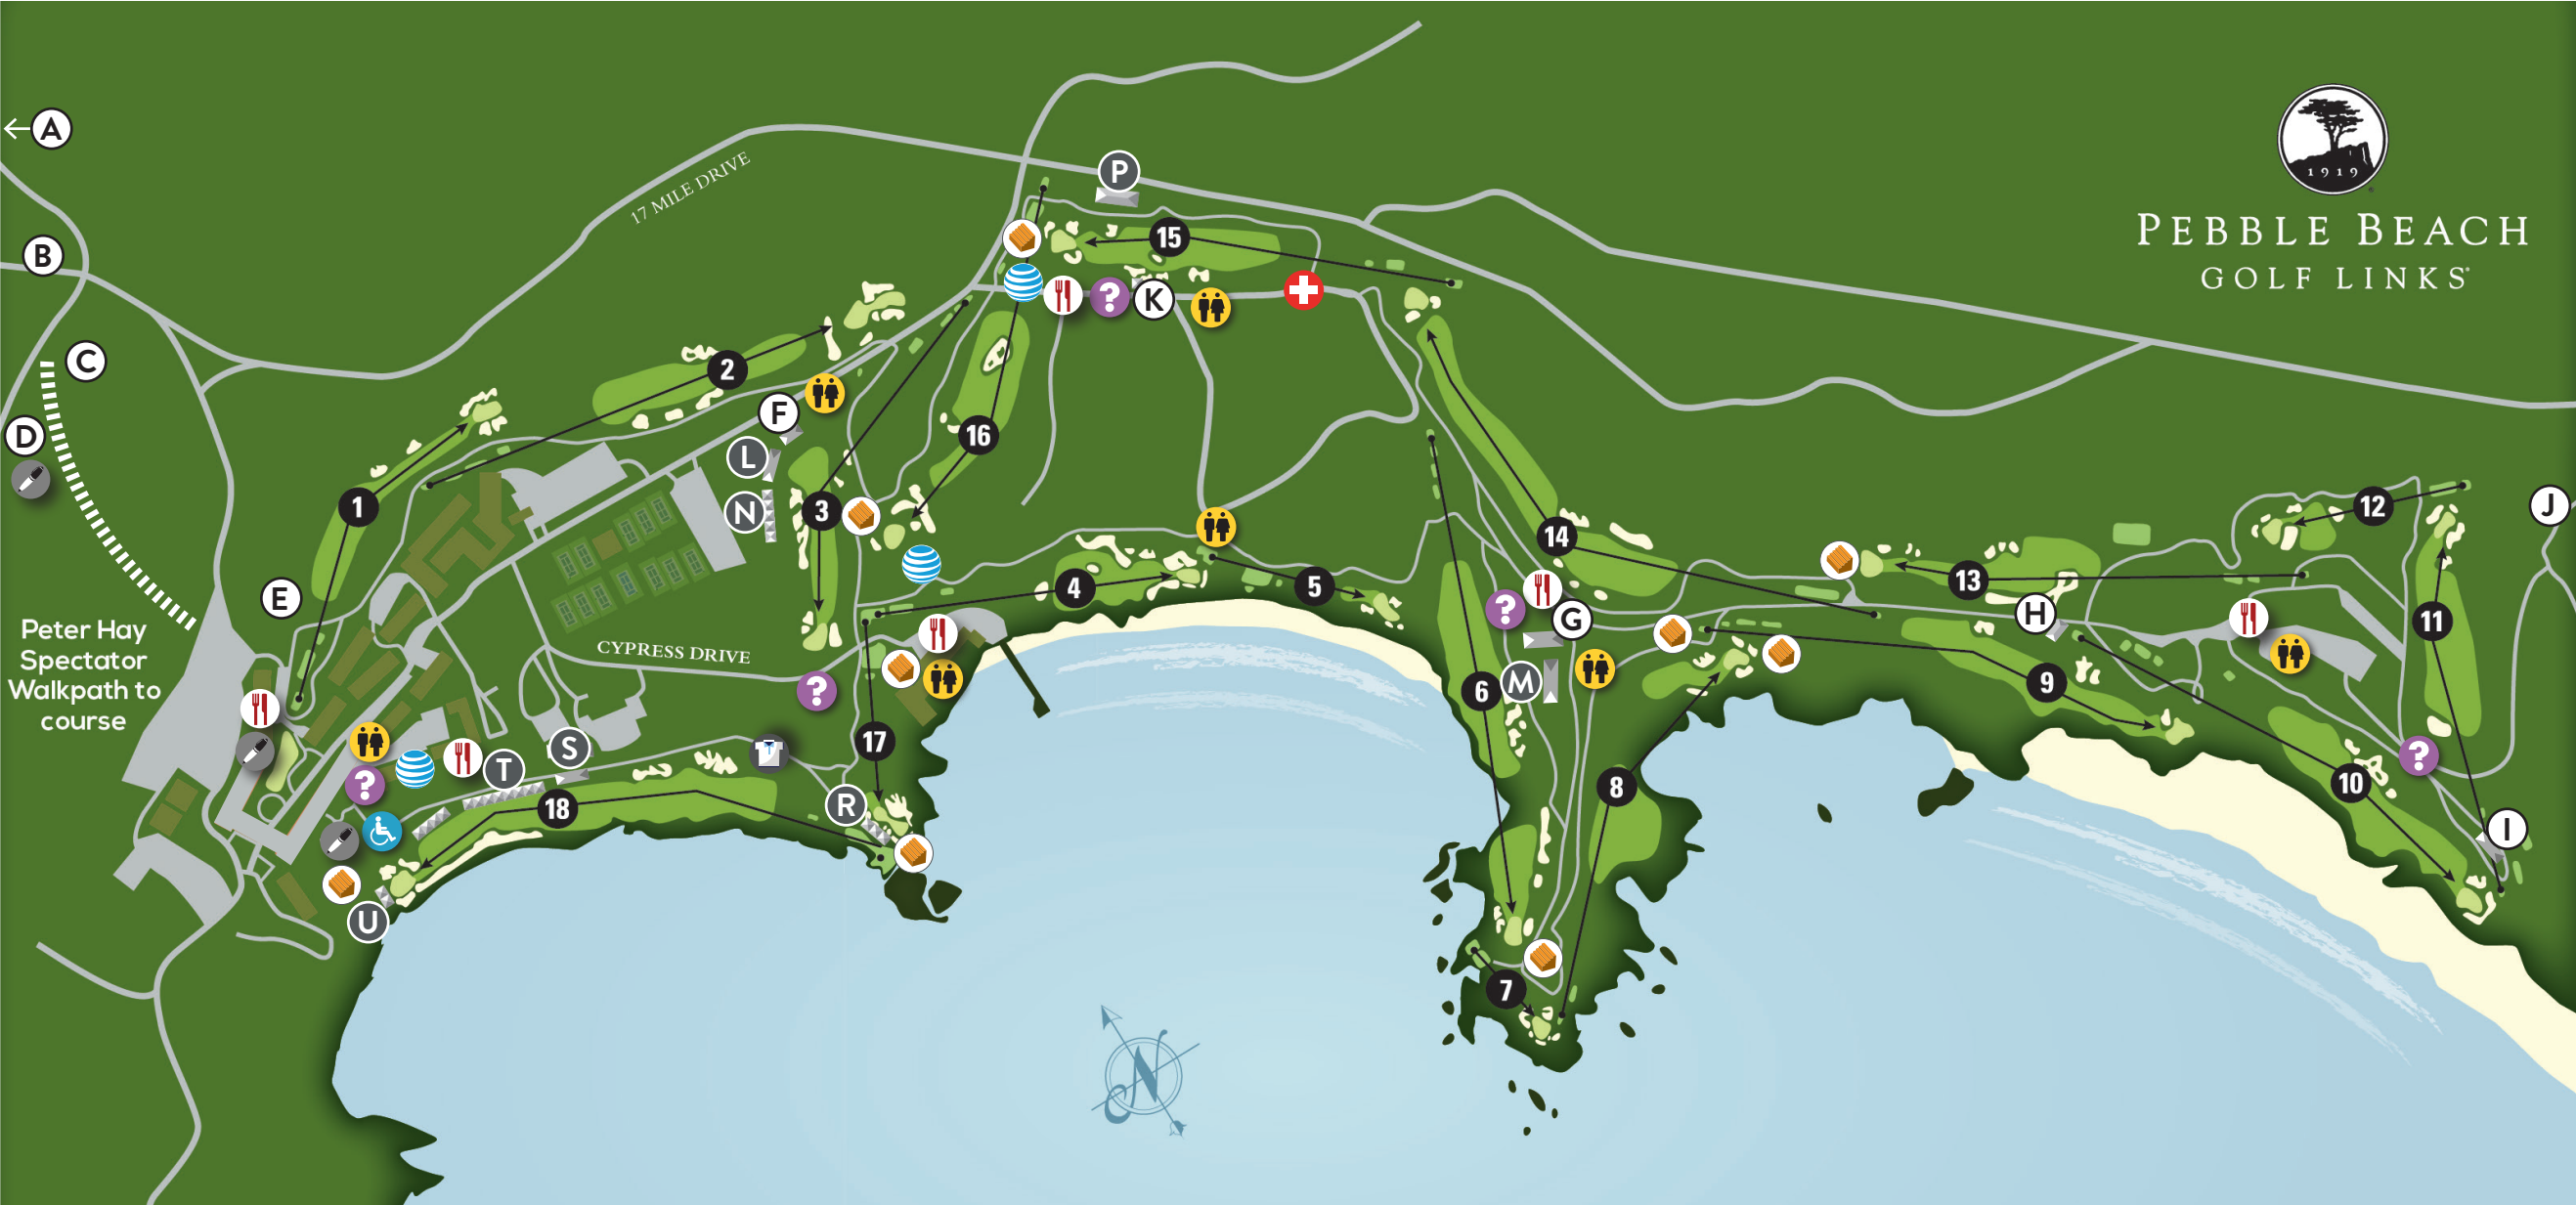 A
B
C
D
17 MILE DRIVE
P
1919
PEBBLE BEACH
GOLF LINKS
15
?
K
2
F
L
16
1
N
3
14
12
J
E
4
5
13
H
11
?
G
Peter Hay
Spectator
Walkpath to
course
CYPRESS DRIVE
?
6
M
9
17
S
T
?
?
10
18
R
8
I
U
7
N